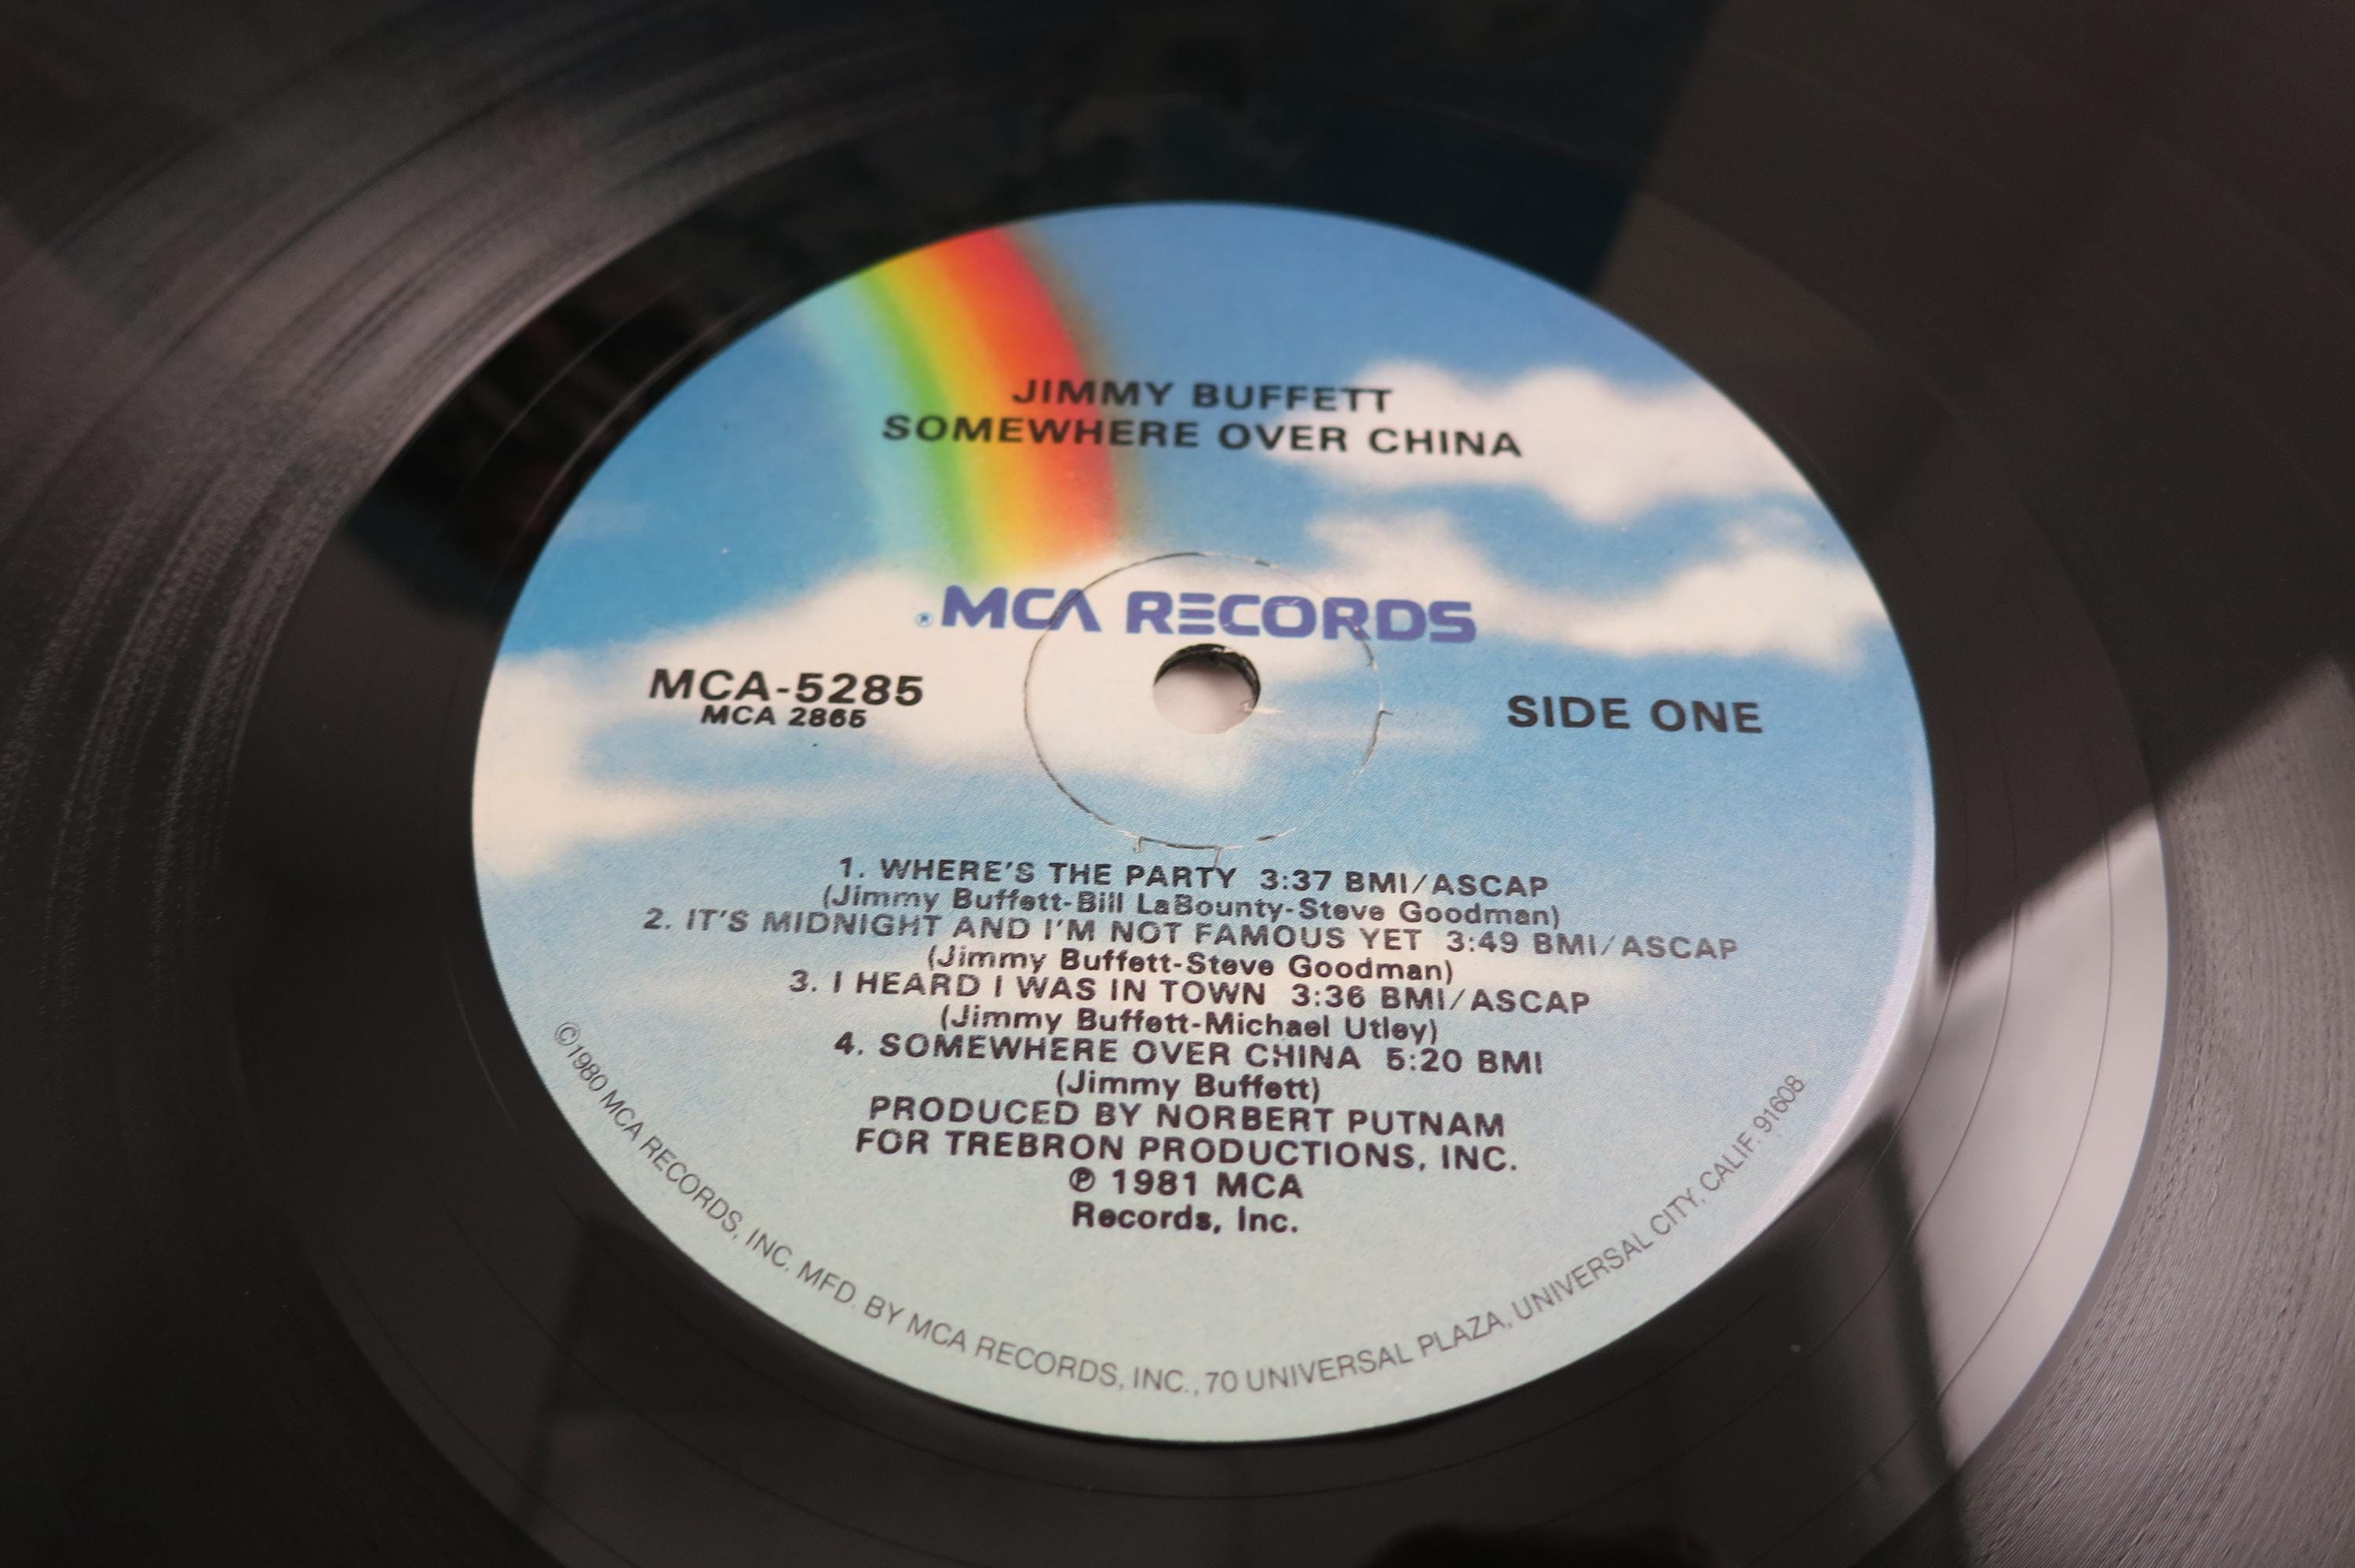 JIMMY BUFFETT
SOMEWHERE OVER CHINA
® MCA RECORDS
MCA-5285
MCA 2865
SIDE ONE
1. WHERE'S THE PARTY 3:37 BMI/ASCAP
(Jimmy Buffett-Bill LaBounty-Steve Goodman)
2. IT'S MIDNIGHT AND I'M NOT FAMOUS YET 3:49 BMI/ASCAP
(Jimmy Buffett-Steve Goodman)
3. I HEARD I WAS IN TOWN 3:36 BMI/ASCAP
(Jimmy Buffett-Michael Utley)
4. SOMEWHERE OVER CHINA 5:20 BMI
(Jimmy Buffett)
PRODUCED BY NORBERT PUTNAM
FOR TREBRON PRODUCTIONS, INC.
℗ 1981 MCA
Records, Inc.
©1980 MCA RECORDS, INC. MFD. BY MCA RECORDS, INC., 70 UNIVERSAL PLAZA, UNIVERSAL CITY, CALIF. 91608